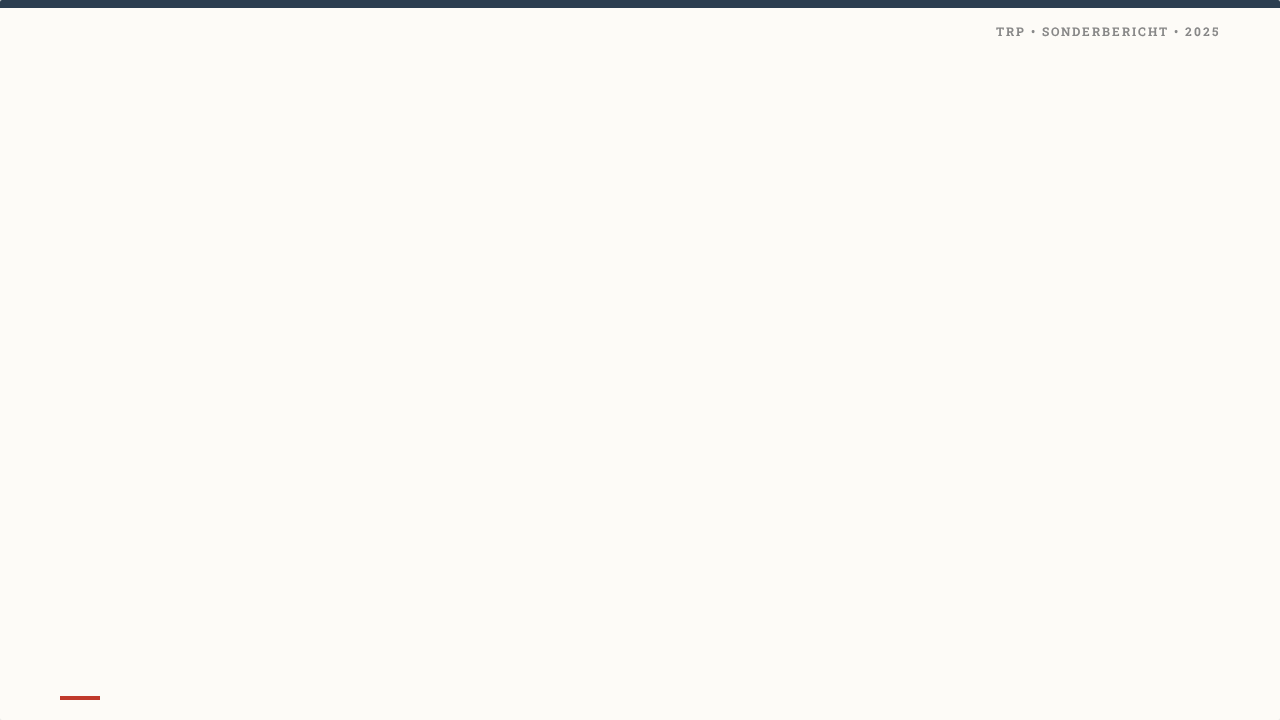 TRP • SONDERBERICHT • 2025